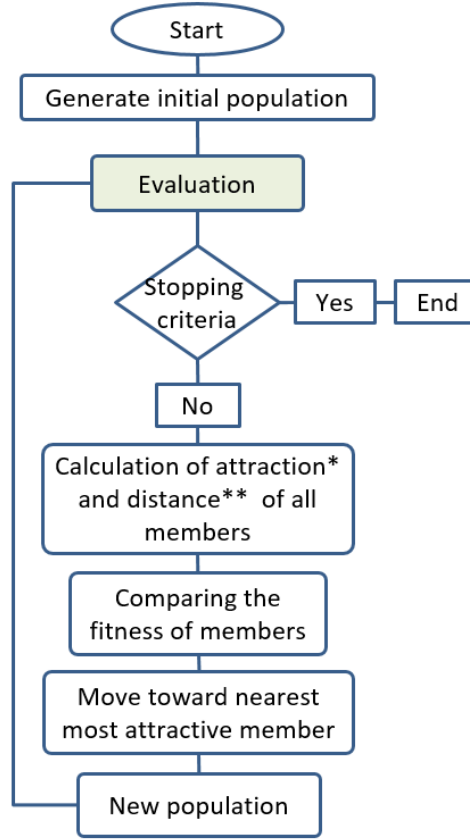 Start
Generate initial population
Evaluation
Stopping
criteria
Yes
End
No
Calculation of attraction*
and distance** of all
members
Comparing the
fitness of members
Move toward nearest
most attractive member
New population